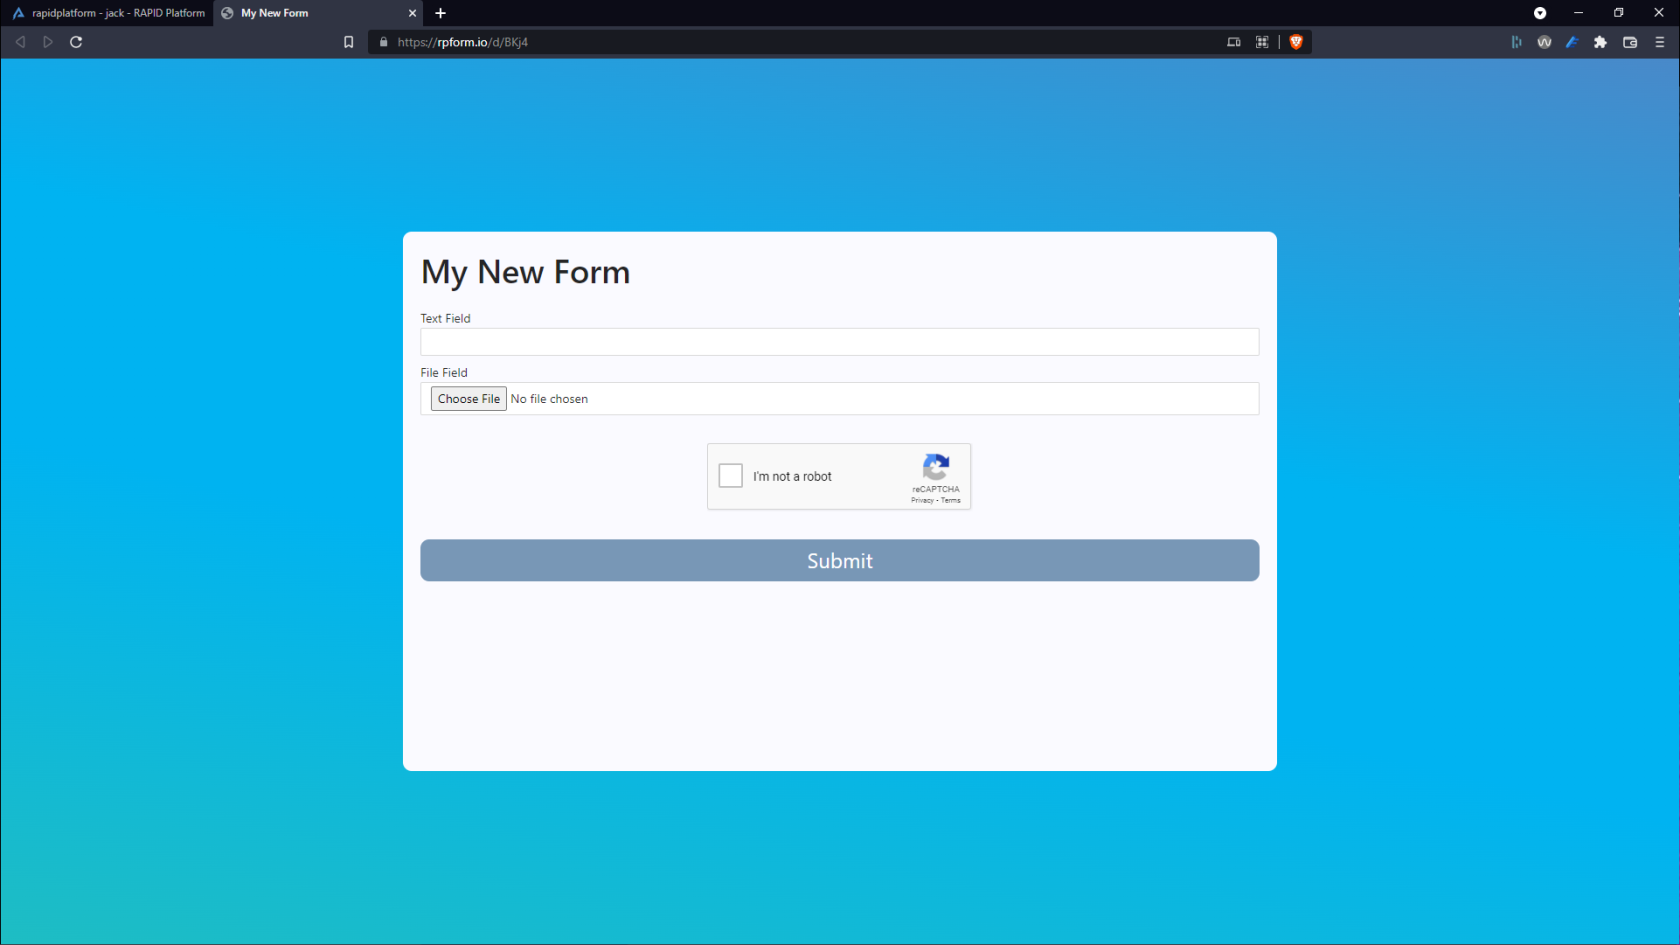 rapidplatform - jack - RAPID Platform
My New Form
https://rpform.io/d/BKj4
My New Form
Text Field
File Field
Choose File No file chosen
I'm not a robot
reCAPTCHA
Privacy - Terms
Submit